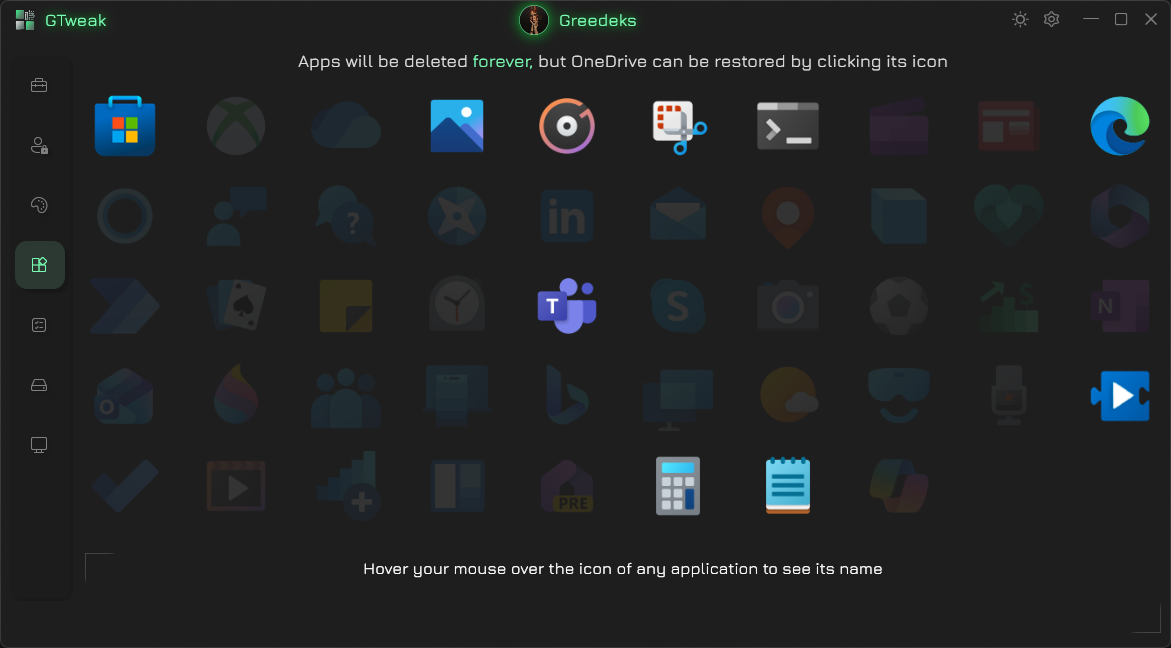 GTweak
Greedeks
Apps will be deleted forever, but OneDrive can be restored by clicking its icon
?
in
T
S
S
N
O
PRE
Hover your mouse over the icon of any application to see its name